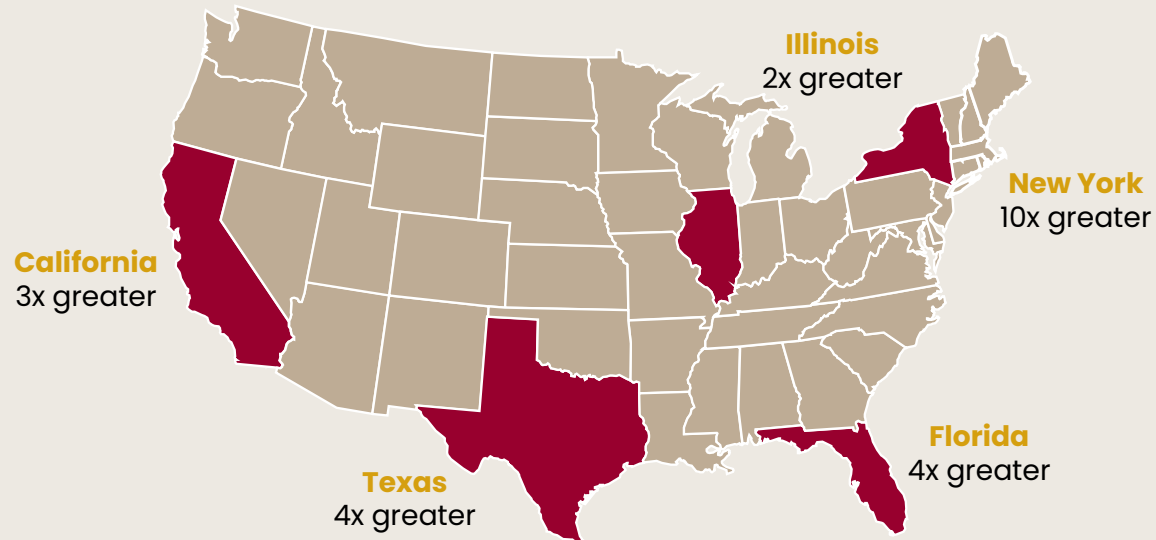 Illinois
2x greater
New York
10x greater
California
3x greater
Florida
4x greater
Texas
4x greater